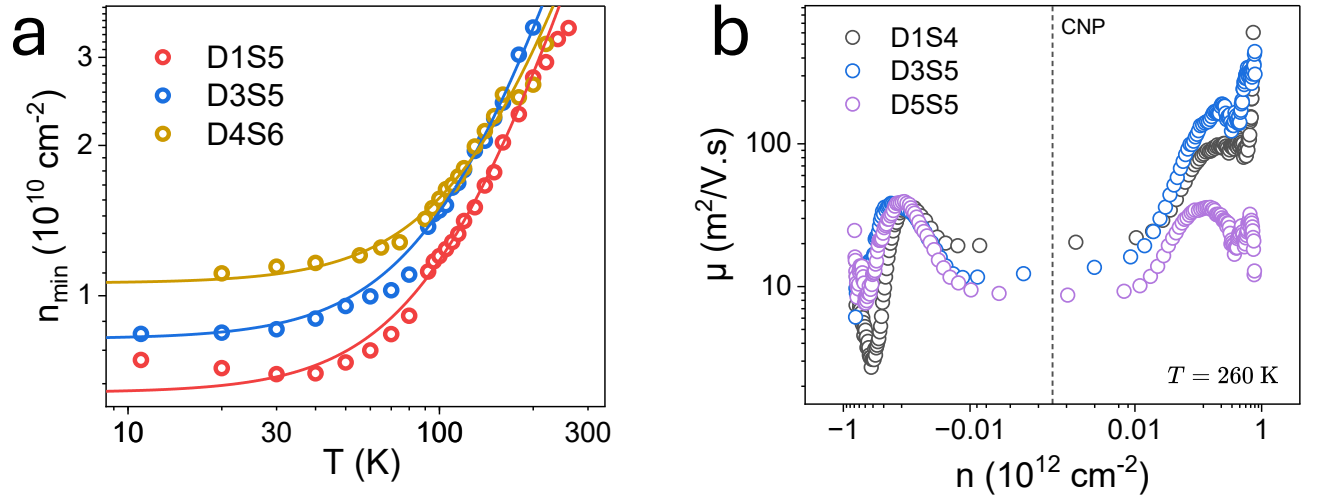 a
D1S5
D3S5
D4S6
3
2
1
n_min (10^10 cm^-2)
10
30
100
300
T (K)
b
D1S4
D3S5
D5S5
CNP
100
10
μ (m^2/V.s)
T = 260 K
−1
−0.01
0.01
1
n (10^12 cm^-2)